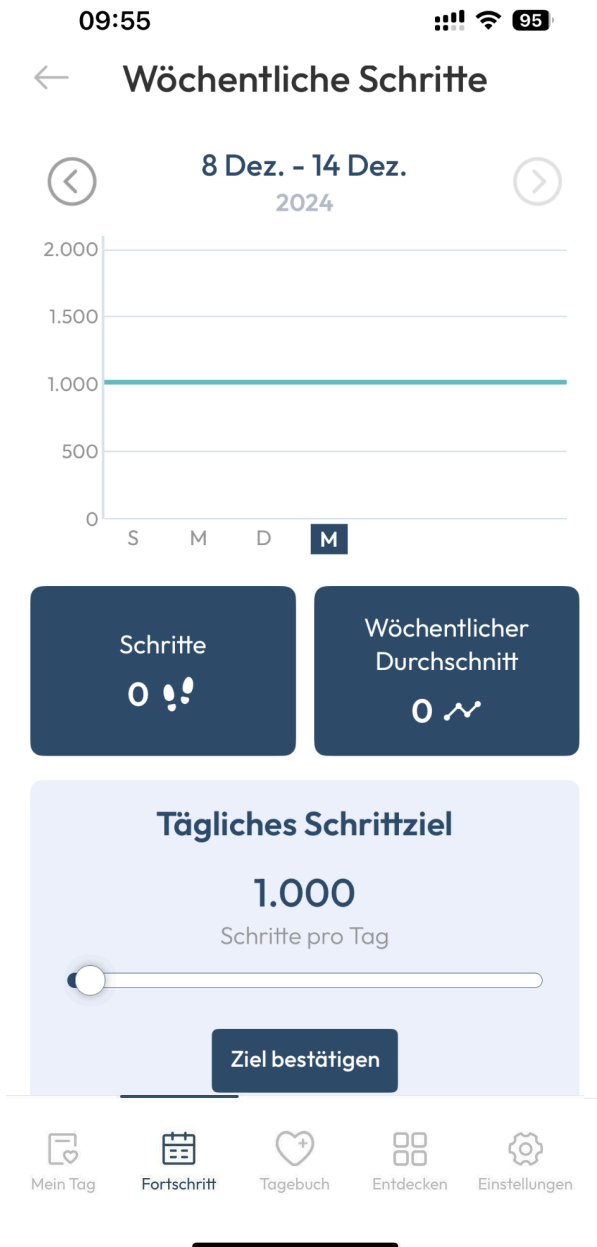 09:55
95
Wöchentliche Schritte
8 Dez. - 14 Dez.
2024
2.000
1.500
1.000
500
0
S M D M
Schritte
0
Wöchentlicher
Durchschnitt
0
Tägliches Schrittziel
1.000
Schritte pro Tag
Ziel bestätigen
Mein Tag Fortschritt Tagebuch Entdecken Einstellungen